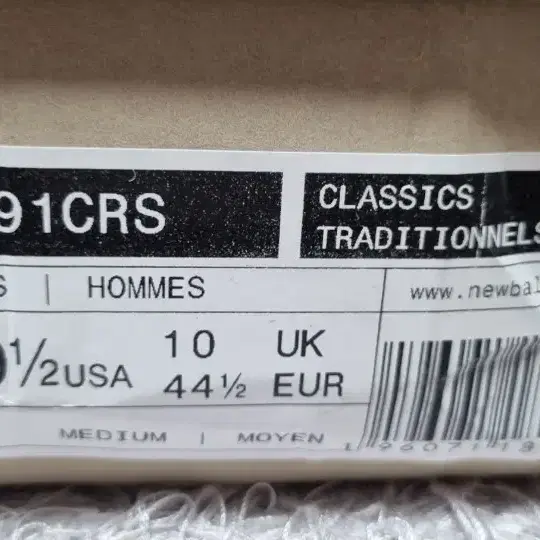 91CRS
CLASSICS
TRADITIONNELS
S | HOMMES
www.newbal
½USA
10 UK
44½ EUR
MEDIUM | MOYEN